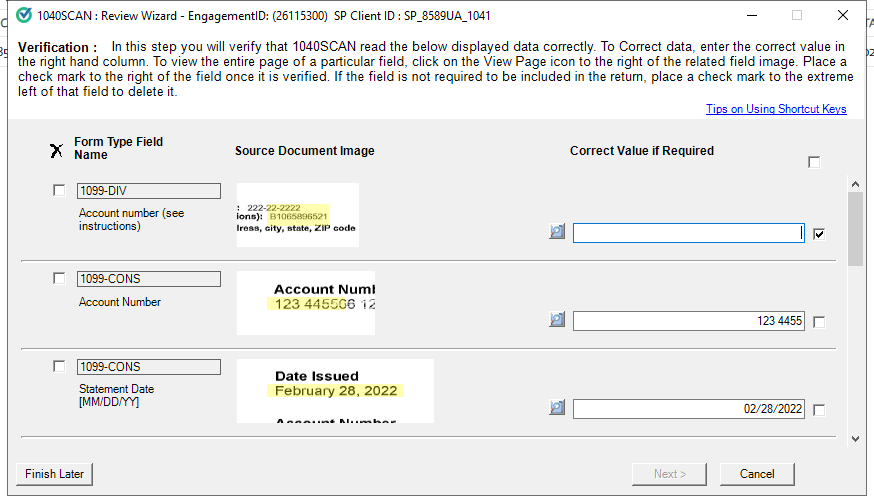 1040SCAN : Review Wizard - EngagementID: (26115300)  SP Client ID : SP_8589UA_1041
Verification :   In this step you will verify that 1040SCAN read the below displayed data correctly. To Correct data, enter the correct value in
the right hand column. To view the entire page of a particular field, click on the View Page icon to the right of the related field image. Place a
check mark to the right of the field once it is verified. If the field is not required to be included in the return, place a check mark to the extreme
left of that field to delete it.
Tips on Using Shortcut Keys
X Form Type Field
Name
Source Document Image
Correct Value if Required
1099-DIV
Account number (see
instructions)
: 222-22-2222
ions): B1065896521
dress, city, state, ZIP code
1099-CONS
Account Number
Account Numb
123 445566 12
123 4455
1099-CONS
Statement Date
[MM/DD/YY]
Date Issued
February 28, 2022
Account Number
02/28/2022
Finish Later
Next >
Cancel